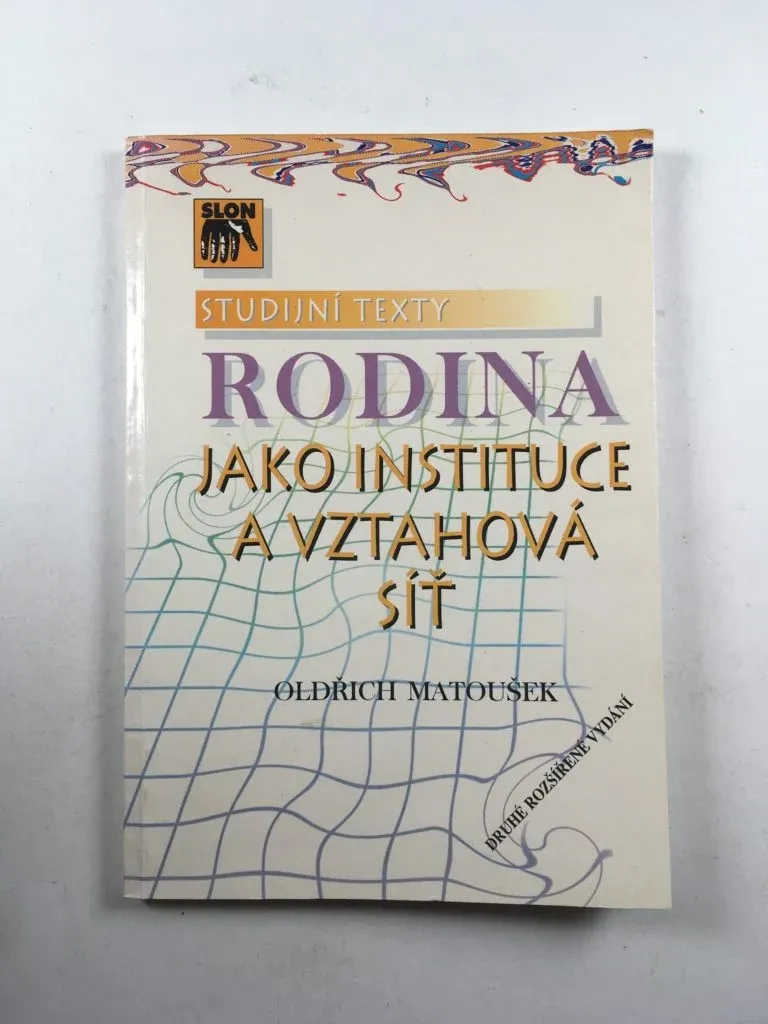 SLON
STUDIJNÍ TEXTY
RODINA
JAKO INSTITUCE
A VZTAHOVÁ
SÍŤ
OLDŘICH MATOUŠEK
DRUHÉ ROZŠÍŘENÉ VYDÁNÍ